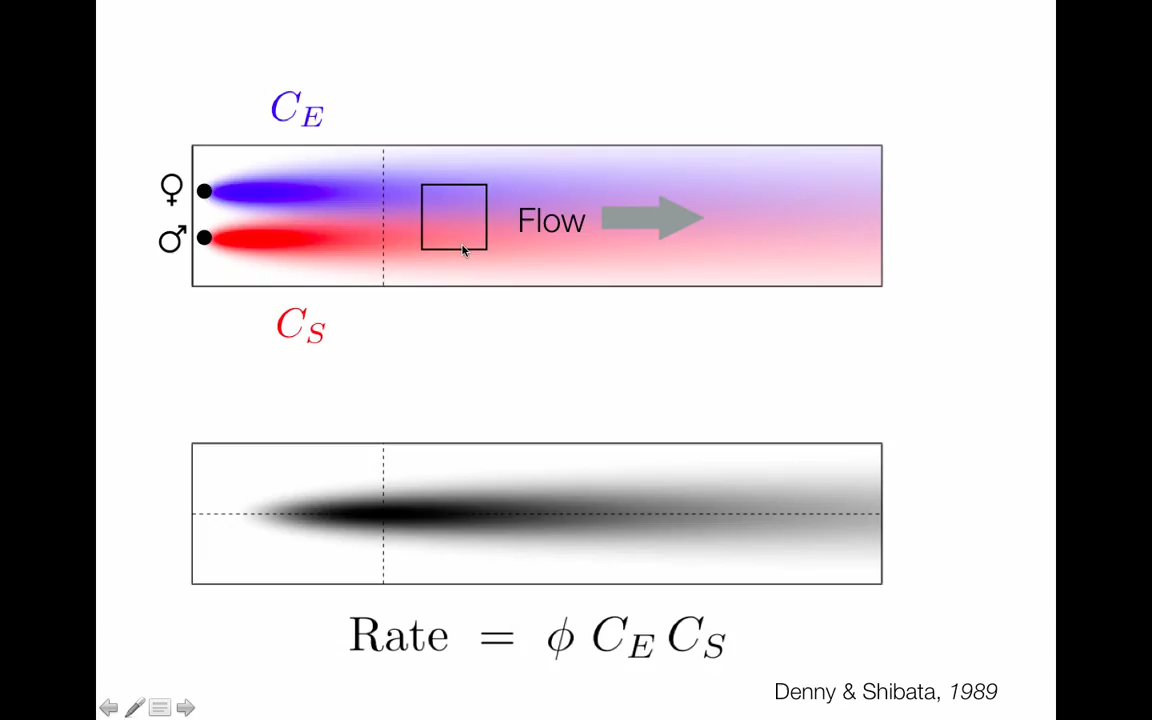 C_E
♀
♂
Flow
C_S
Rate = ϕ C_E C_S
Denny & Shibata, 1989